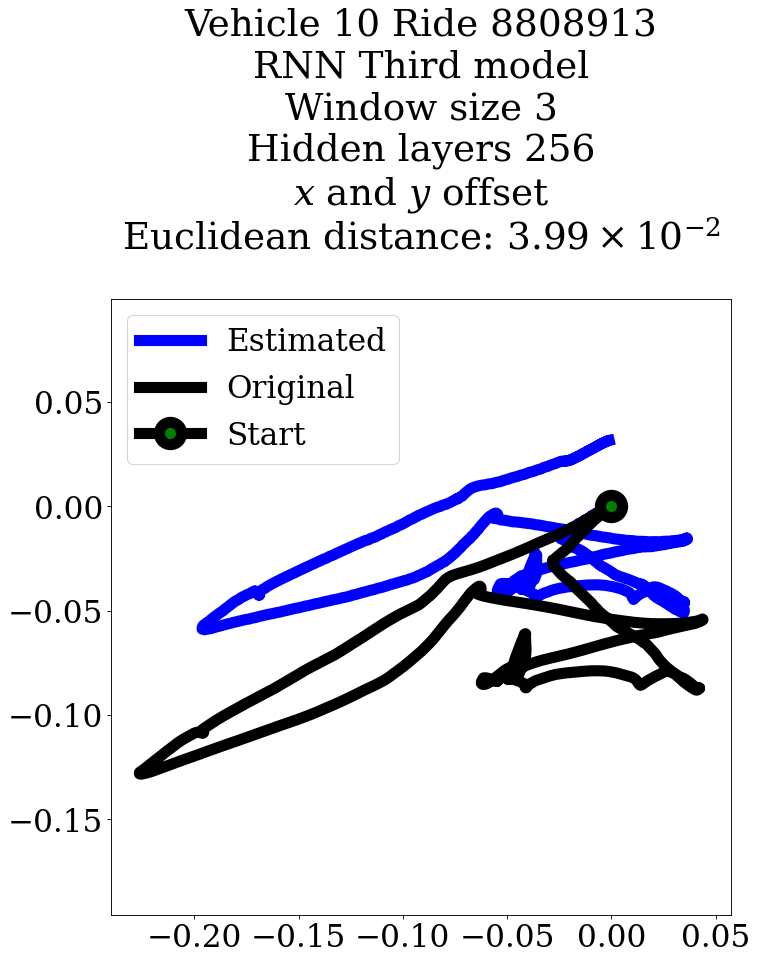 Vehicle 10 Ride 8808913
RNN Third model
Window size 3
Hidden layers 256
x and y offset
Euclidean distance: 3.99 × 10⁻²
Estimated
Original
Start
0.05
0.00
−0.05
−0.10
−0.15
−0.20 −0.15 −0.10 −0.05 0.00 0.05